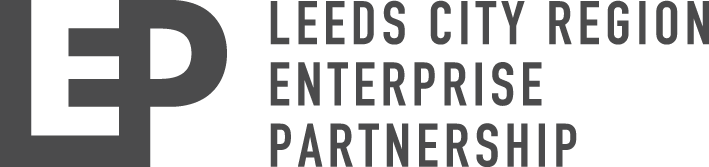 LEP
LEEDS CITY REGION
ENTERPRISE
PARTNERSHIP